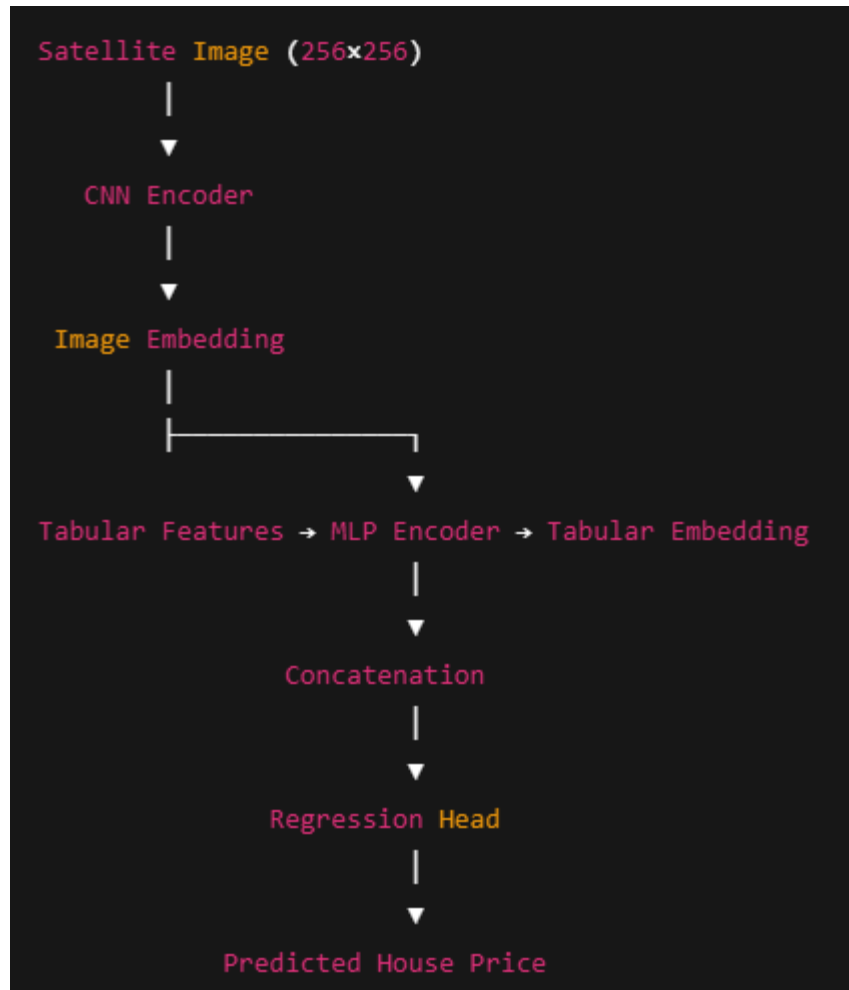 Satellite Image (256×256)
CNN Encoder
Image Embedding
Tabular Features → MLP Encoder → Tabular Embedding
Concatenation
Regression Head
Predicted House Price